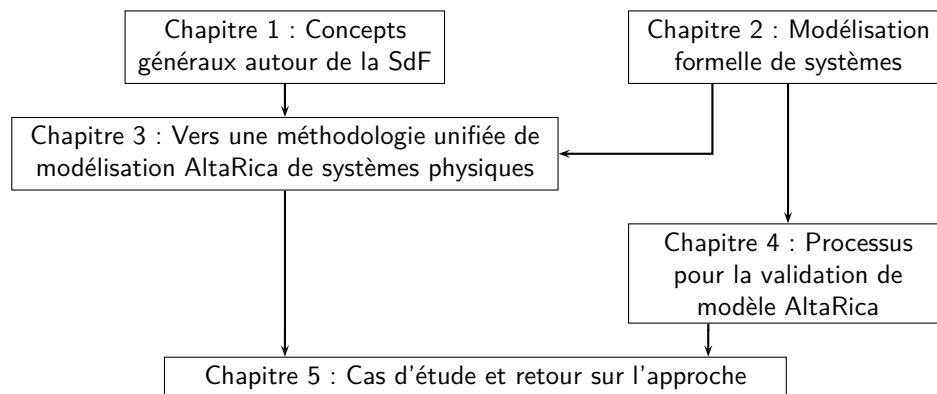 Chapitre 1 : Concepts
généraux autour de la SdF
Chapitre 2 : Modélisation
formelle de systèmes
Chapitre 3 : Vers une méthodologie unifiée de
modélisation AltaRica de systèmes physiques
Chapitre 4 : Processus
pour la validation de
modèle AltaRica
Chapitre 5 : Cas d'étude et retour sur l'approche